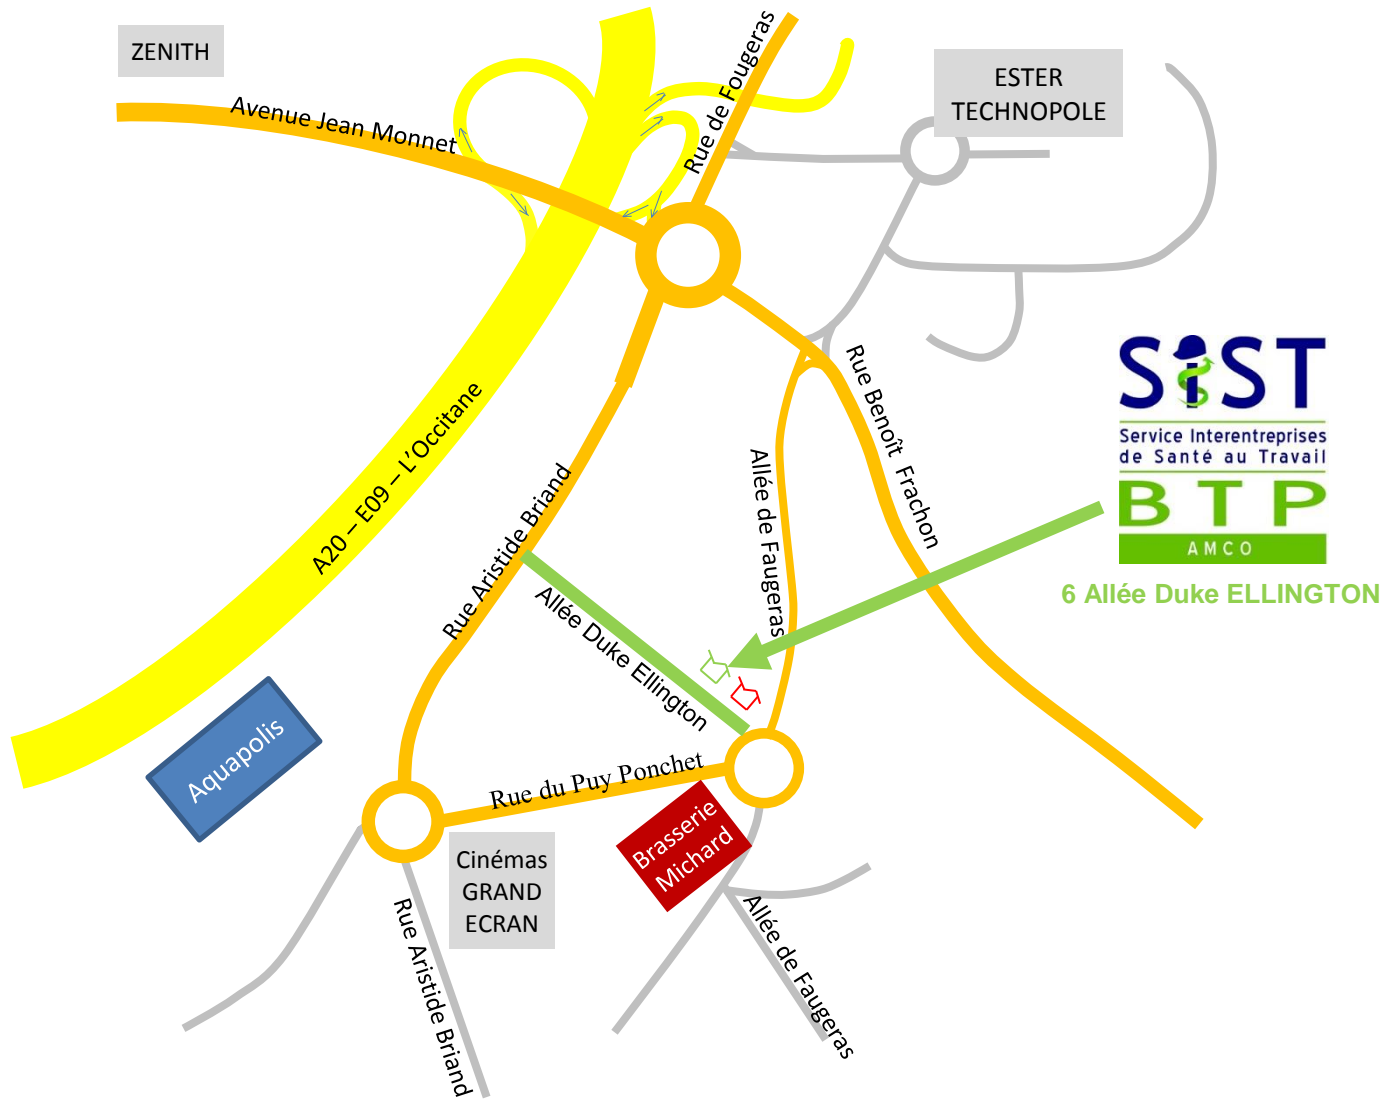 ZENITH
Avenue Jean Monnet
Rue de Fougeras
ESTER
TECHNOPOLE
A20 – E09 – L’Occitane
Rue Aristide Briand
Allée de Faugeras
Rue Benoît Frachon
SiST
Service Interentreprises
de Santé au Travail
BTP
AMCO
6 Allée Duke ELLINGTON
Allée Duke Ellington
Aquapolis
Rue du Puy Ponchet
Brasserie
Michard
Cinémas
GRAND
ECRAN
Rue Aristide Briand
Allée de Faugeras